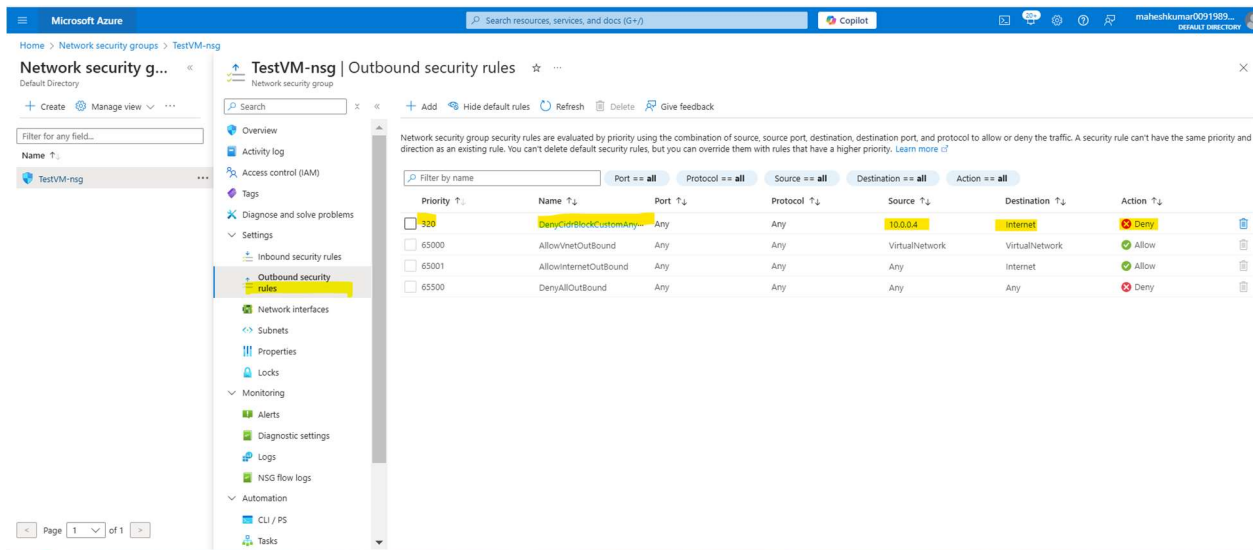 Microsoft Azure
Search resources, services, and docs (G+/)
Copilot
20+
maheshkumar0091989...
DEFAULT DIRECTORY
Home > Network security groups > TestVM-nsg
Network security g... «
Default Directory
+ Create Manage view ...
Filter for any field...
Name ↑
TestVM-nsg ...
Page 1 of 1
TestVM-nsg | Outbound security rules ...
Network security group
Search «
Overview
Activity log
Access control (IAM)
Tags
Diagnose and solve problems
Settings
Inbound security rules
Outbound security
rules
Network interfaces
Subnets
Properties
Locks
Monitoring
Alerts
Diagnostic settings
Logs
NSG flow logs
Automation
CLI / PS
Tasks
+ Add Hide default rules Refresh Delete Give feedback
Network security group security rules are evaluated by priority using the combination of source, source port, destination, destination port, and protocol to allow or deny the traffic. A security rule can't have the same priority and
direction as an existing rule. You can't delete default security rules, but you can override them with rules that have a higher priority. Learn more
Filter by name Port == all Protocol == all Source == all Destination == all Action == all
Priority ↑ Name ↑↓ Port ↑↓ Protocol ↑↓ Source ↑↓ Destination ↑↓ Action ↑↓
320 DenyCidrBlockCustomAny... Any Any 10.0.0.4 Internet Deny
65000 AllowVnetOutBound Any Any VirtualNetwork VirtualNetwork Allow
65001 AllowInternetOutBound Any Any Any Internet Allow
65500 DenyAllOutBound Any Any Any Any Deny